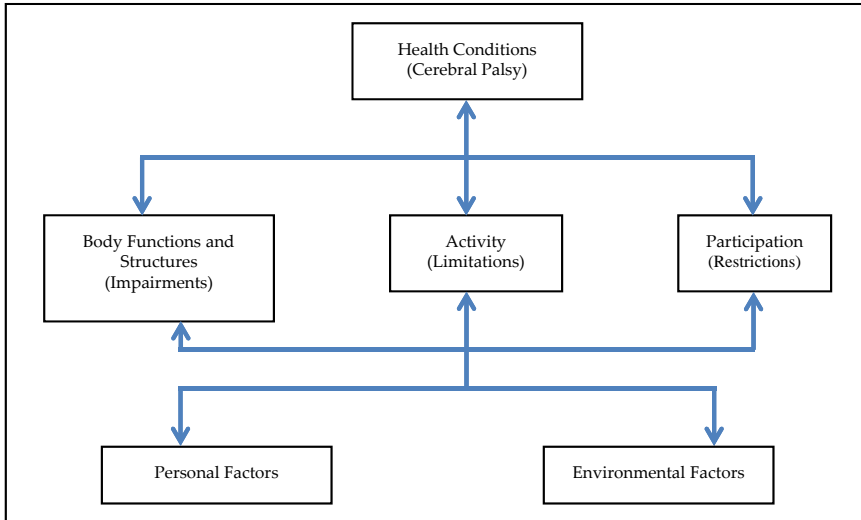 Health Conditions
(Cerebral Palsy)
Body Functions and
Structures
(Impairments)
Activity
(Limitations)
Participation
(Restrictions)
Personal Factors
Environmental Factors